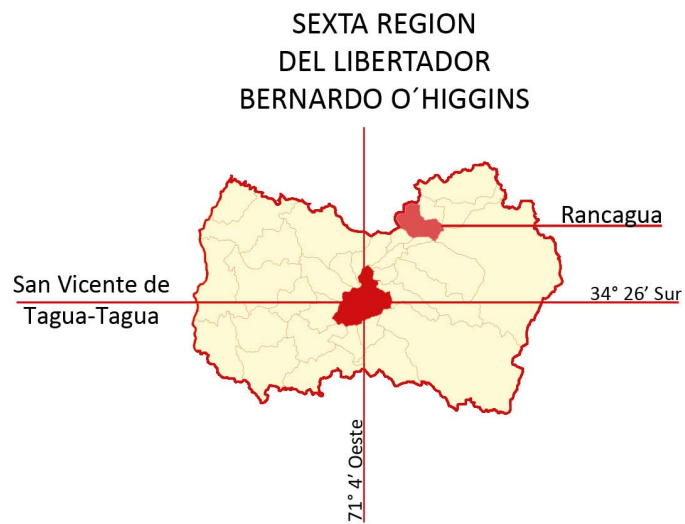 SEXTA REGION
DEL LIBERTADOR
BERNARDO O´HIGGINS
Rancagua
San Vicente de
Tagua-Tagua
34° 26’ Sur
71° 4’ Oeste